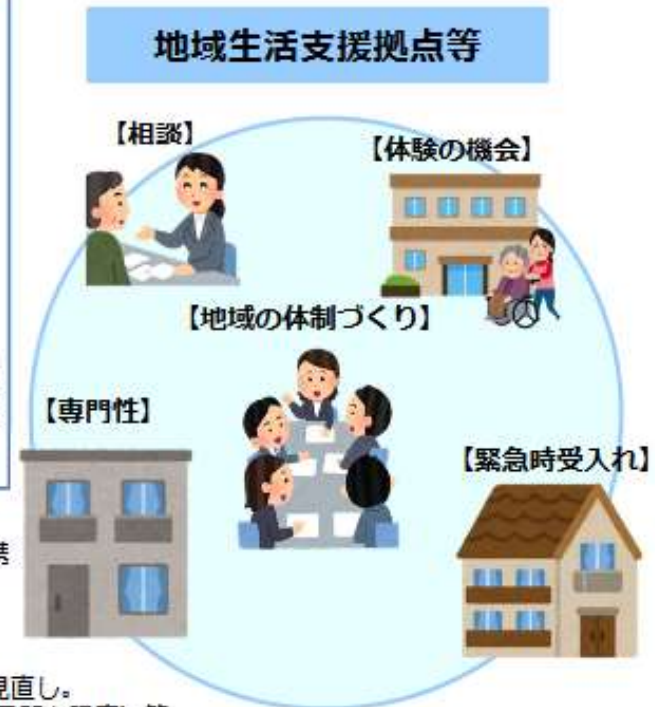 地域生活支援拠点等
【相談】
【体験の機会】
【地域の体制づくり】
【専門性】
【緊急時受入れ】
携
見直し。